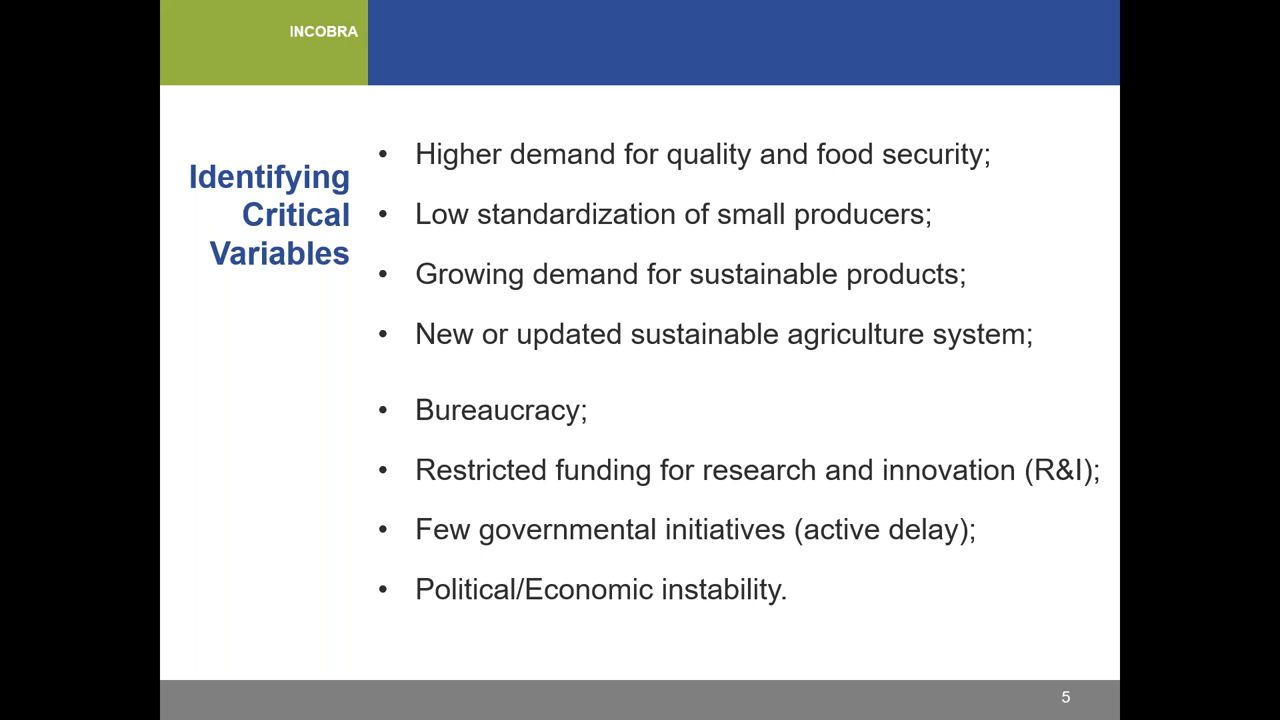 INCOBRA
Identifying
Critical
Variables
• Higher demand for quality and food security;
• Low standardization of small producers;
• Growing demand for sustainable products;
• New or updated sustainable agriculture system;
• Bureaucracy;
• Restricted funding for research and innovation (R&I);
• Few governmental initiatives (active delay);
• Political/Economic instability.
5